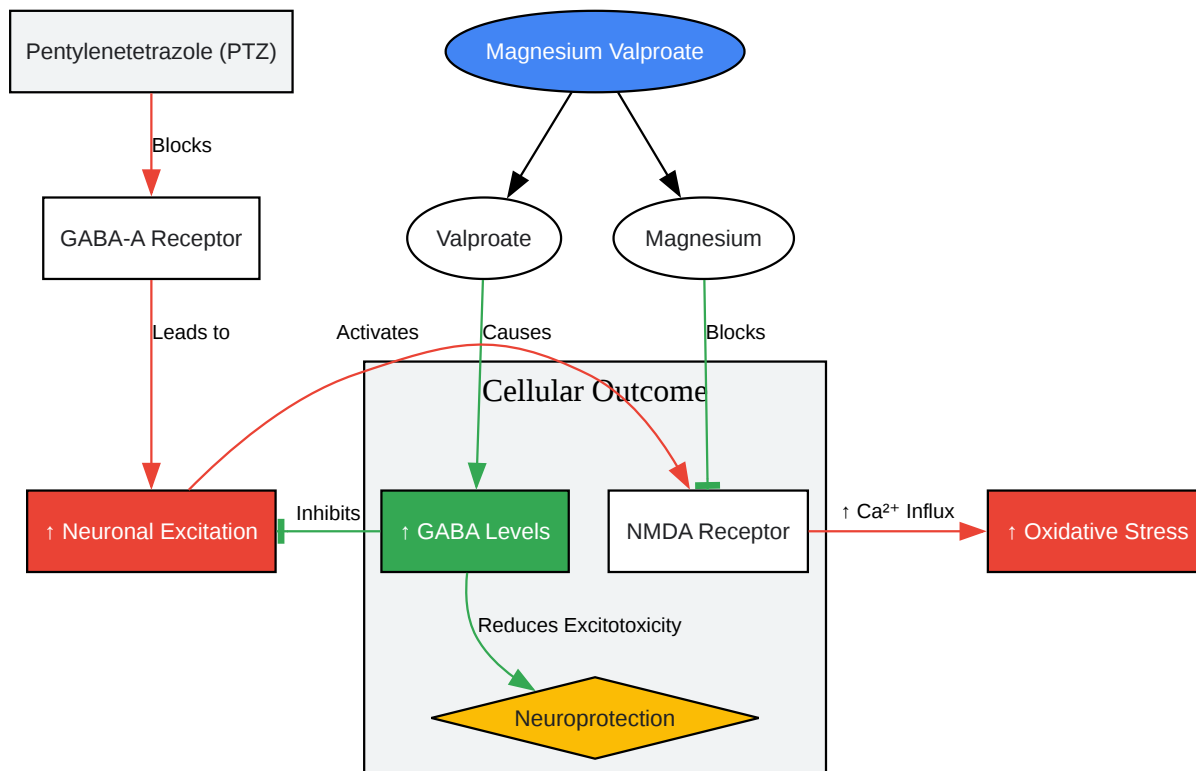 Pentylenetetrazole (PTZ)
Magnesium Valproate
Blocks
GABA-A Receptor
Valproate
Magnesium
Leads to
Activates
Causes
Blocks
Cellular Outcome
↑ Neuronal Excitation
Inhibits
↑ GABA Levels
NMDA Receptor
↑ Ca²⁺ Influx
↑ Oxidative Stress
Reduces Excitotoxicity
Neuroprotection